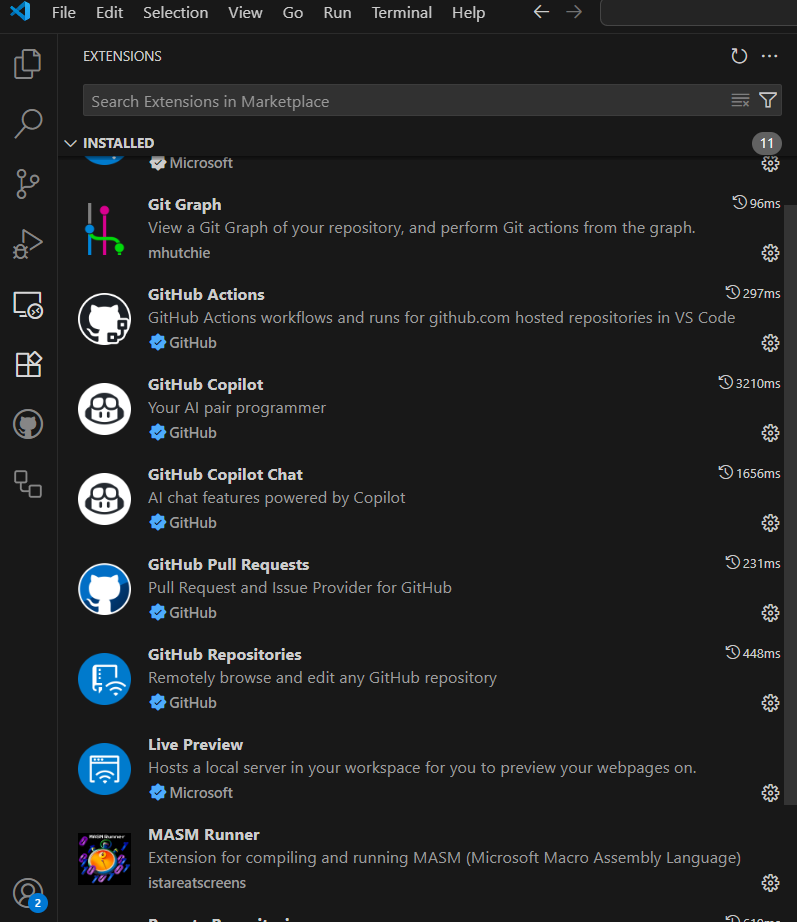 File Edit Selection View Go Run Terminal Help
EXTENSIONS
Search Extensions in Marketplace
INSTALLED 11
Microsoft
Git Graph 96ms
View a Git Graph of your repository, and perform Git actions from the graph.
mhutchie
GitHub Actions 297ms
GitHub Actions workflows and runs for github.com hosted repositories in VS Code
GitHub
GitHub Copilot 3210ms
Your AI pair programmer
GitHub
GitHub Copilot Chat 1656ms
AI chat features powered by Copilot
GitHub
GitHub Pull Requests 231ms
Pull Request and Issue Provider for GitHub
GitHub
GitHub Repositories 448ms
Remotely browse and edit any GitHub repository
GitHub
Live Preview
Hosts a local server in your workspace for you to preview your webpages on.
Microsoft
MASM Runner
MASM Runner
Extension for compiling and running MASM (Microsoft Macro Assembly Language)
istareatscreens
2